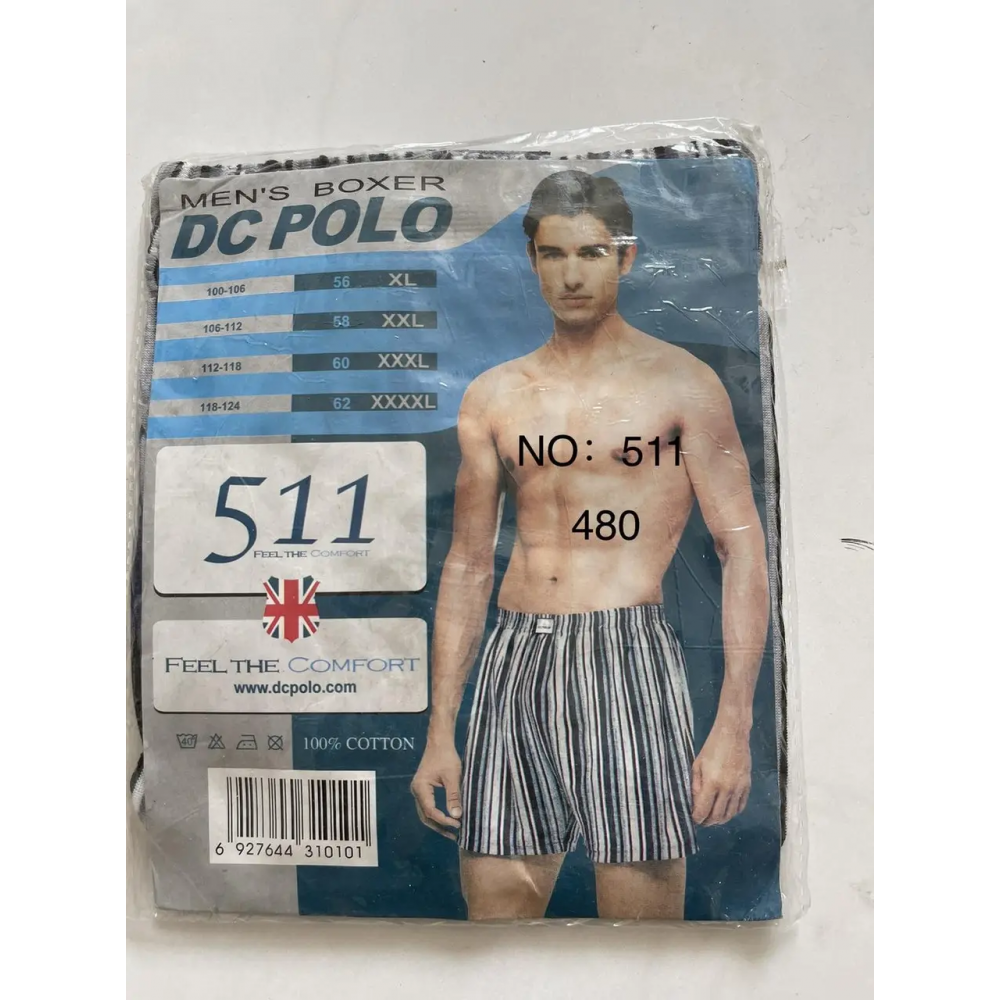 MEN'S BOXER
DC POLO
100-106 56 XL
106-112 58 XXL
112-118 60 XXXL
118-124 62 XXXXL
511
FEEL THE COMFORT
NO: 511
480
FEEL THE COMFORT
www.dcpolo.com
40
100% COTTON
6 927644 310101